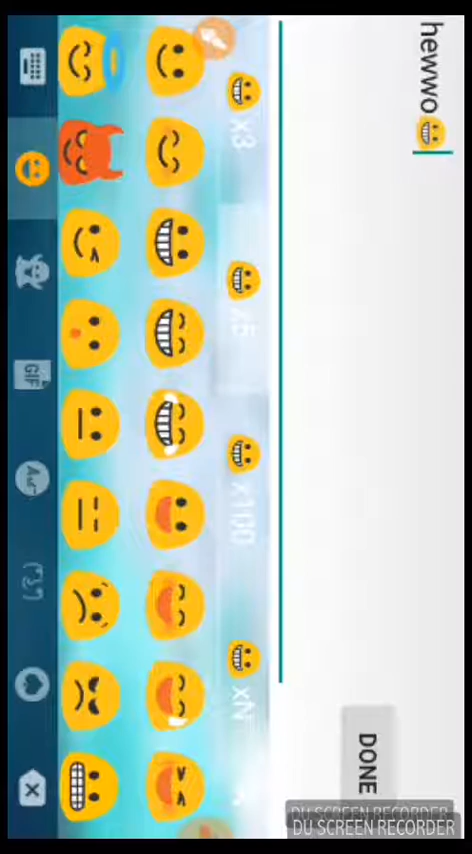 hewwo😀
DONE
x3
x5
x100
xN
GIF
DU SCREEN RECORDER
DU SCREEN RECORDER